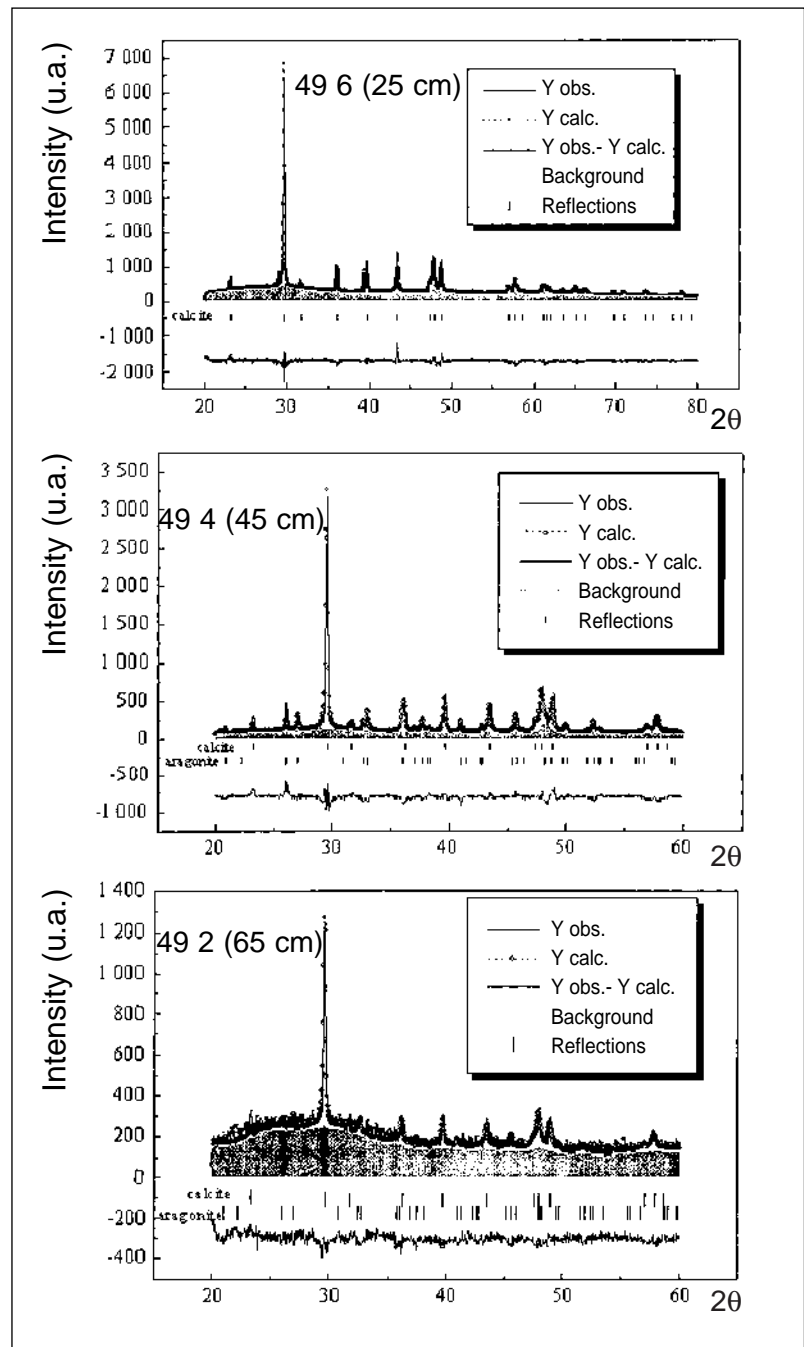 Intensity (u.a.)
49 6 (25 cm)
Y obs.
Y calc.
Y obs.- Y calc.
Background
Reflections
7 000
6 000
5 000
4 000
3 000
2 000
1 000
0
calcite
-1 000
-2 000
20 30 40 50 60 70 80
2θ
Intensity (u.a.)
49 4 (45 cm)
Y obs.
Y calc.
Y obs.- Y calc.
Background
Reflections
3 500
3 000
2 500
2 000
1 500
1 000
500
0
calcite
aragonite
-500
-1 000
20 30 40 50 60
2θ
Intensity (u.a.)
49 2 (65 cm)
Y obs.
Y calc.
Y obs.- Y calc.
Background
Reflections
1 400
1 200
1 000
800
600
400
200
0
calcite
aragonite
-200
-400
20 30 40 50 60
2θ